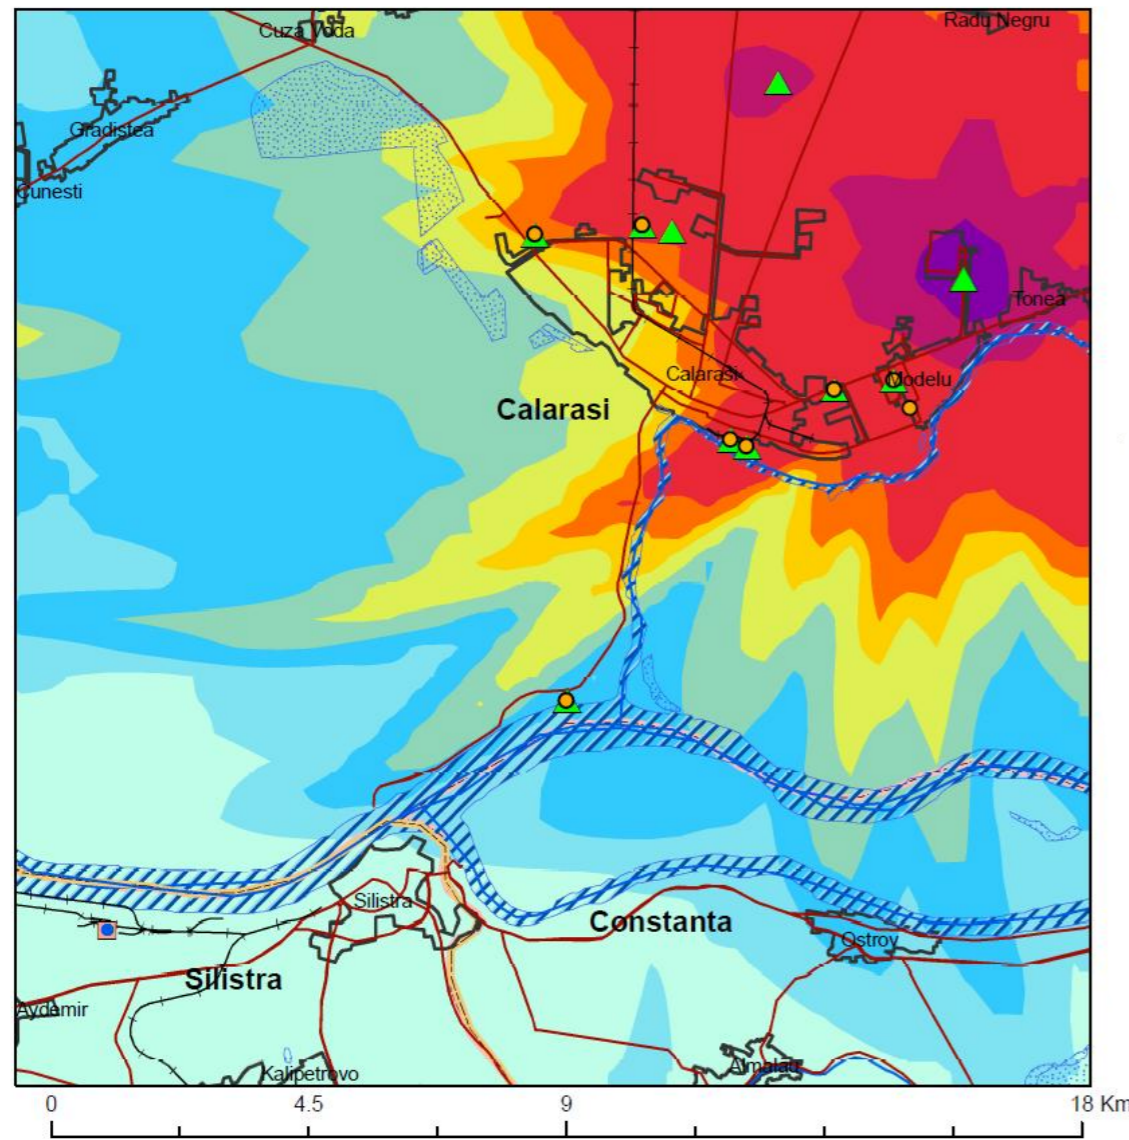 Cuza Voda
Radu Negru
Gradistea
Cunesti
Tonea
Calarasi
Modelu
Calarasi
Silistra
Constanta
Ostrov
Silistra
Aydemir
Almalau
Kalipetrovo
0 4.5 9 18 Km